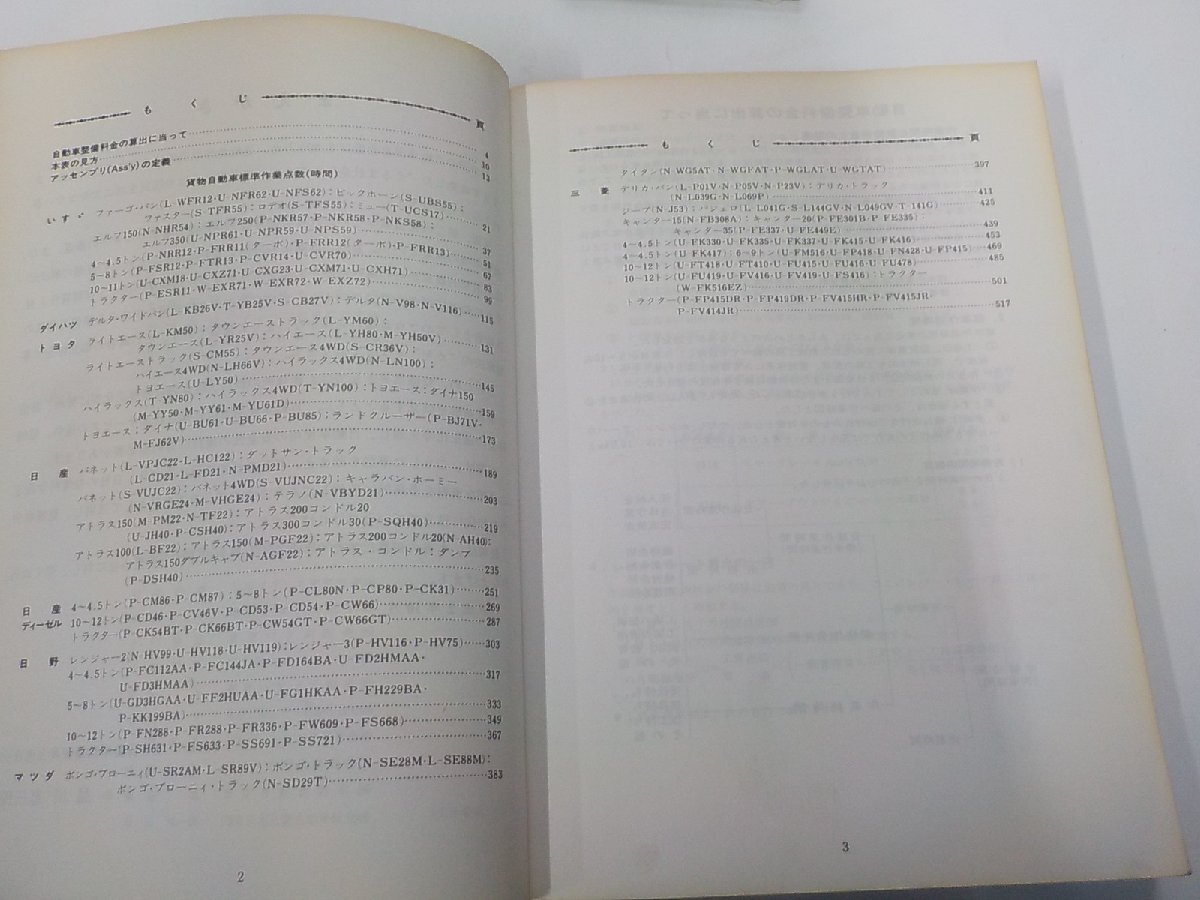 もくじ
頁
自動車整備料金の算出に当って 4
本表の見方 10
アッセンブリ(Ass'y)の定義 13
貨物自動車標準作業点数(時間)
いすゞ ファーゴ・バン(L-WFR12・U-NFR62・U-NFS62)；ビックホーン(S-UBS55)；
ファスター(S-TFR55)；ロデオ(S-TFS55)；ミュー(T-UCS17) 21
エルフ150(N-NHR54)；エルフ250(P-NKR57・P-NKR58・P-NKS58)；
エルフ350(U-NPR61・U-NPR59・U-NPS59) 37
4~4.5トン(P-NRR12・P-FRR11(ターボ)・P-FRR12(ターボ)・P-FRR13) 51
5~8トン(P-FSR12・P-FTR13・P-CVR14・U-CVR70) 67
10~11トン(U-CXM18・U-CXZ71・U-CXG23・U-CXM71・U-CXH71) 83
トラクター(P-ESR11・W-EXR71・W-EXR72・W-EXZ72) 99
ダイハツ デルタ・ワイドバン(L-KB26V・T-YB25V・S-CB27V)；デルタ(N-V98・N-V116) 115
トヨタ ライトエース(L-KM50)；タウンエーストラック(L-YM60)；
タウンエース(L-YR25V)；ハイエース(L-YH80・M-YH50V) 131
ライトエーストラック(S-CM55)；タウンエース4WD(S-CR36V)；
ハイエース4WD(N-LH66V)；ハイラックス4WD(N-LN100)；
トヨエース(U-LY50) 145
ハイラックス(T-YN80)；ハイラックス4WD(T-YN100)；トヨエース；ダイナ150
(M-YY50・M-YY61・M-YU61D) 159
トヨエース；ダイナ(U-BU61・U-BU66・P-BU85)；ランドクルーザー(P-BJ71V・
M-FJ62V) 173
日産 バネット(L-VPJC22・L-HC122)；ダットサン・トラック
(L-CD21・L-FD21・N-PMD21) 189
バネット(S-VUJC22)；バネット4WD(S-VUJNC22)；キャラバン・ホーミー
(N-VRGE24・M-VHGE24)；テラノ(N-VBYD21) 203
アトラス150(M-PM22・N-TF22)；アトラス200コンドル20
(U-JH40・P-CSH40)；アトラス300コンドル30(P-SQH40) 219
アトラス100(L-BF22)；アトラス150(M-PGF22)；アトラス200コンドル20(N-AH40)；
アトラス150ダブルキャブ(N-AGF22)；アトラス・コンドル；ダンプ
(P-DSH40) 235
日産 4~4.5トン(P-CM86・P-CM87)；5~8トン(P-CL80N・P-CP80・P-CK31) 251
ディーゼル 10~12トン(P-CD46・P-CV46V・P-CD53・P-CD54・P-CW66) 269
トラクター(P-CK54BT・P-CK66BT・P-CW54GT・P-CW66GT) 287
日野 レンジャー2(N-HV99・U-HV118・U-HV119)；レンジャー3(P-HV116・P-HV75) 303
4~4.5トン(P-FC112AA・P-FC144JA・P-FD164BA・U-FD2HMAA・
U-FD3HMAA) 317
5~8トン(U-GD3HGAA・U-FF2HUAA・U-FG1HKAA・P-FH229BA・
P-KK199BA) 333
10~12トン(P-FN288・P-FR288・P-FR336・P-FW609・P-FS668) 349
トラクター(P-SH631・P-FS633・P-SS691・P-SS721) 367
マツダ ボンゴ・ブローニィ(U-SR2AM・L-SR89V)；ボンゴ・トラック(N-SE28M・L-SE88M)；
ボンゴ・ブローニィ・トラック(N-SD29T) 383
2
もくじ
頁
タイタン(N-WG5AT・N-WGFAT・P-WGLAT・U-WGTAT) 397
三菱 デリカ・バン(L-P01V・N-P05V・N-P23V)；デリカ・トラック
(N-L039G・N-L069P) 411
ジープ(N-J53)；パジェロ(L-L041G・S-L144GV・N-L049GV・T-141G) 425
キャンター15(N-FB308A)；キャンター20(P-FE301B・P-FE335)；
キャンター35(P-FE337・U-FE449E) 439
4~4.5トン(U-FK330・U-FK335・U-FK337・U-FK415・U-FK416) 453
4~4.5トン(U-FK417)；6~9トン(U-FM516・U-FP418・U-FN428・U-FP415) 469
10~12トン(U-FT418・U-FT410・U-FU415・U-FU416・U-FU478) 485
10~12トン(U-FU419・U-FV416・U-FV419・U-FS416)；トラクター
(W-FK516EZ) 501
トラクター(P-FP415DR・P-FP419DR・P-FV415HR・P-FV415JR・
P-FV414JR) 517
3